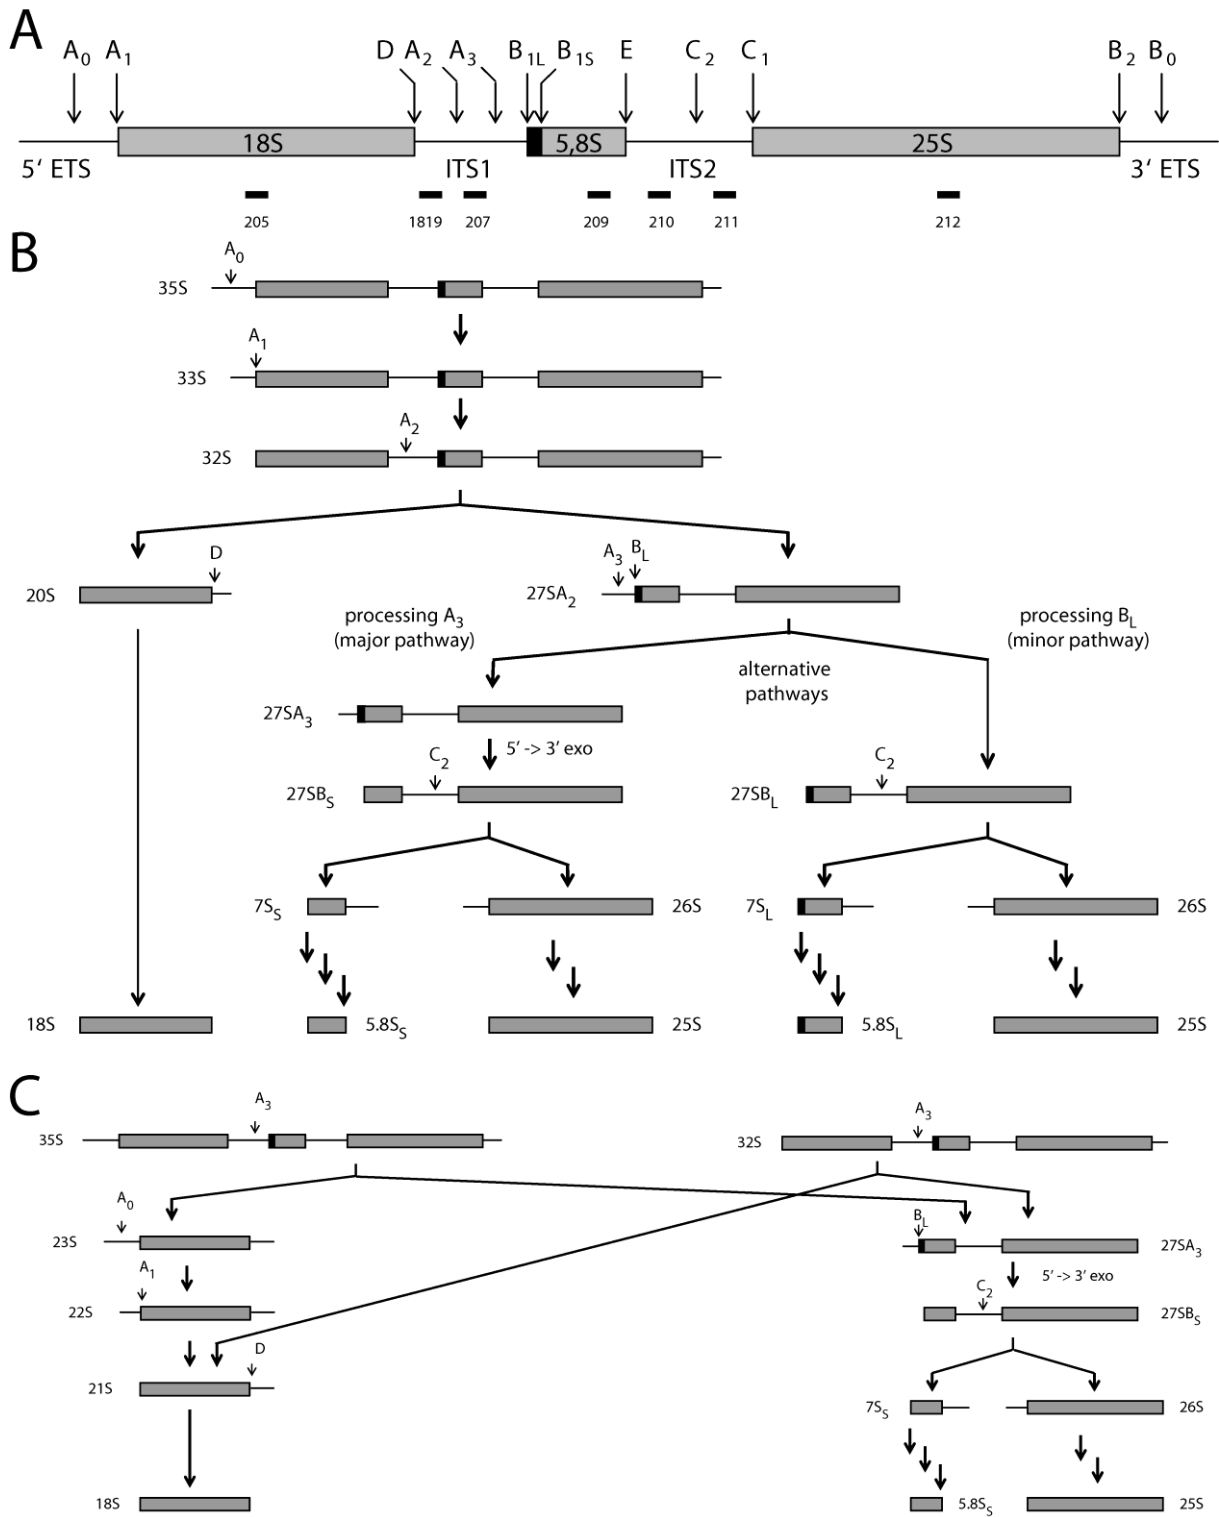 A
A0 A1 D A2 A3 B1L B1S E C2 C1 B2 B0
18S 5,8S 25S
5‘ ETS ITS1 ITS2 3‘ ETS
205 1819 207 209 210 211 212
B
A0
35S
A1
33S
A2
32S
D A3 BL
20S 27SA2
processing A3 processing BL
(major pathway) (minor pathway)
alternative
pathways
27SA3
5‘ -> 3‘ exo
C2 C2
27SBS 27SBL
7SS 26S 7SL 26S
18S 5.8SS 25S 5.8SL 25S
C
A3 A3
35S 32S
A0 BL
23S 27SA3
A1 5‘ -> 3‘ exo
C2
22S 27SBS
D
21S 7SS 26S
18S 5.8SS 25S